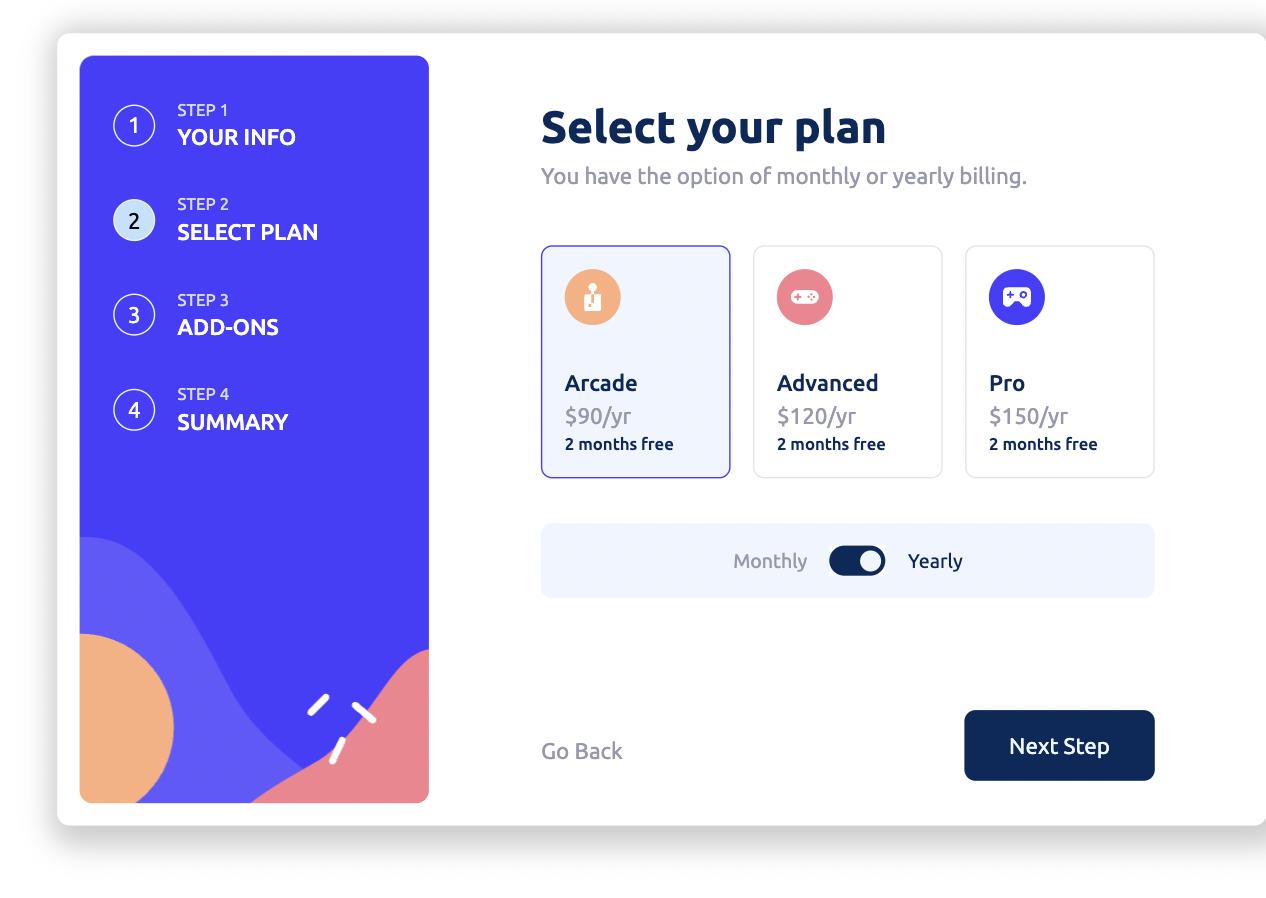 1
STEP 1
YOUR INFO
2
STEP 2
SELECT PLAN
3
STEP 3
ADD-ONS
4
STEP 4
SUMMARY
Select your plan
You have the option of monthly or yearly billing.
Arcade
$90/yr
2 months free
Advanced
$120/yr
2 months free
Pro
$150/yr
2 months free
Monthly
Yearly
Go Back
Next Step